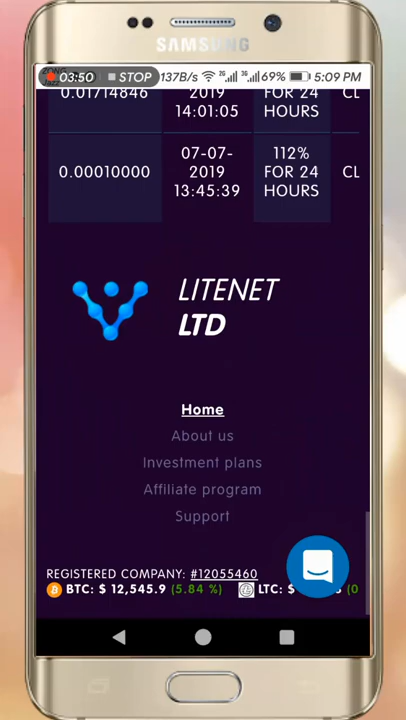 SAMSUNG
03:50 STOP 137B/s 2G 3G 69% 5:09 PM
0.01714846 2019 FOR 24 CL
14:01:05 HOURS
07-07- 112%
0.00010000 2019 FOR 24 CL
13:45:39 HOURS
LITENET
LTD
Home
About us
Investment plans
Affiliate program
Support
REGISTERED COMPANY: #12055460
BTC: $ 12,545.9 (5.84 %) LTC: $ (0